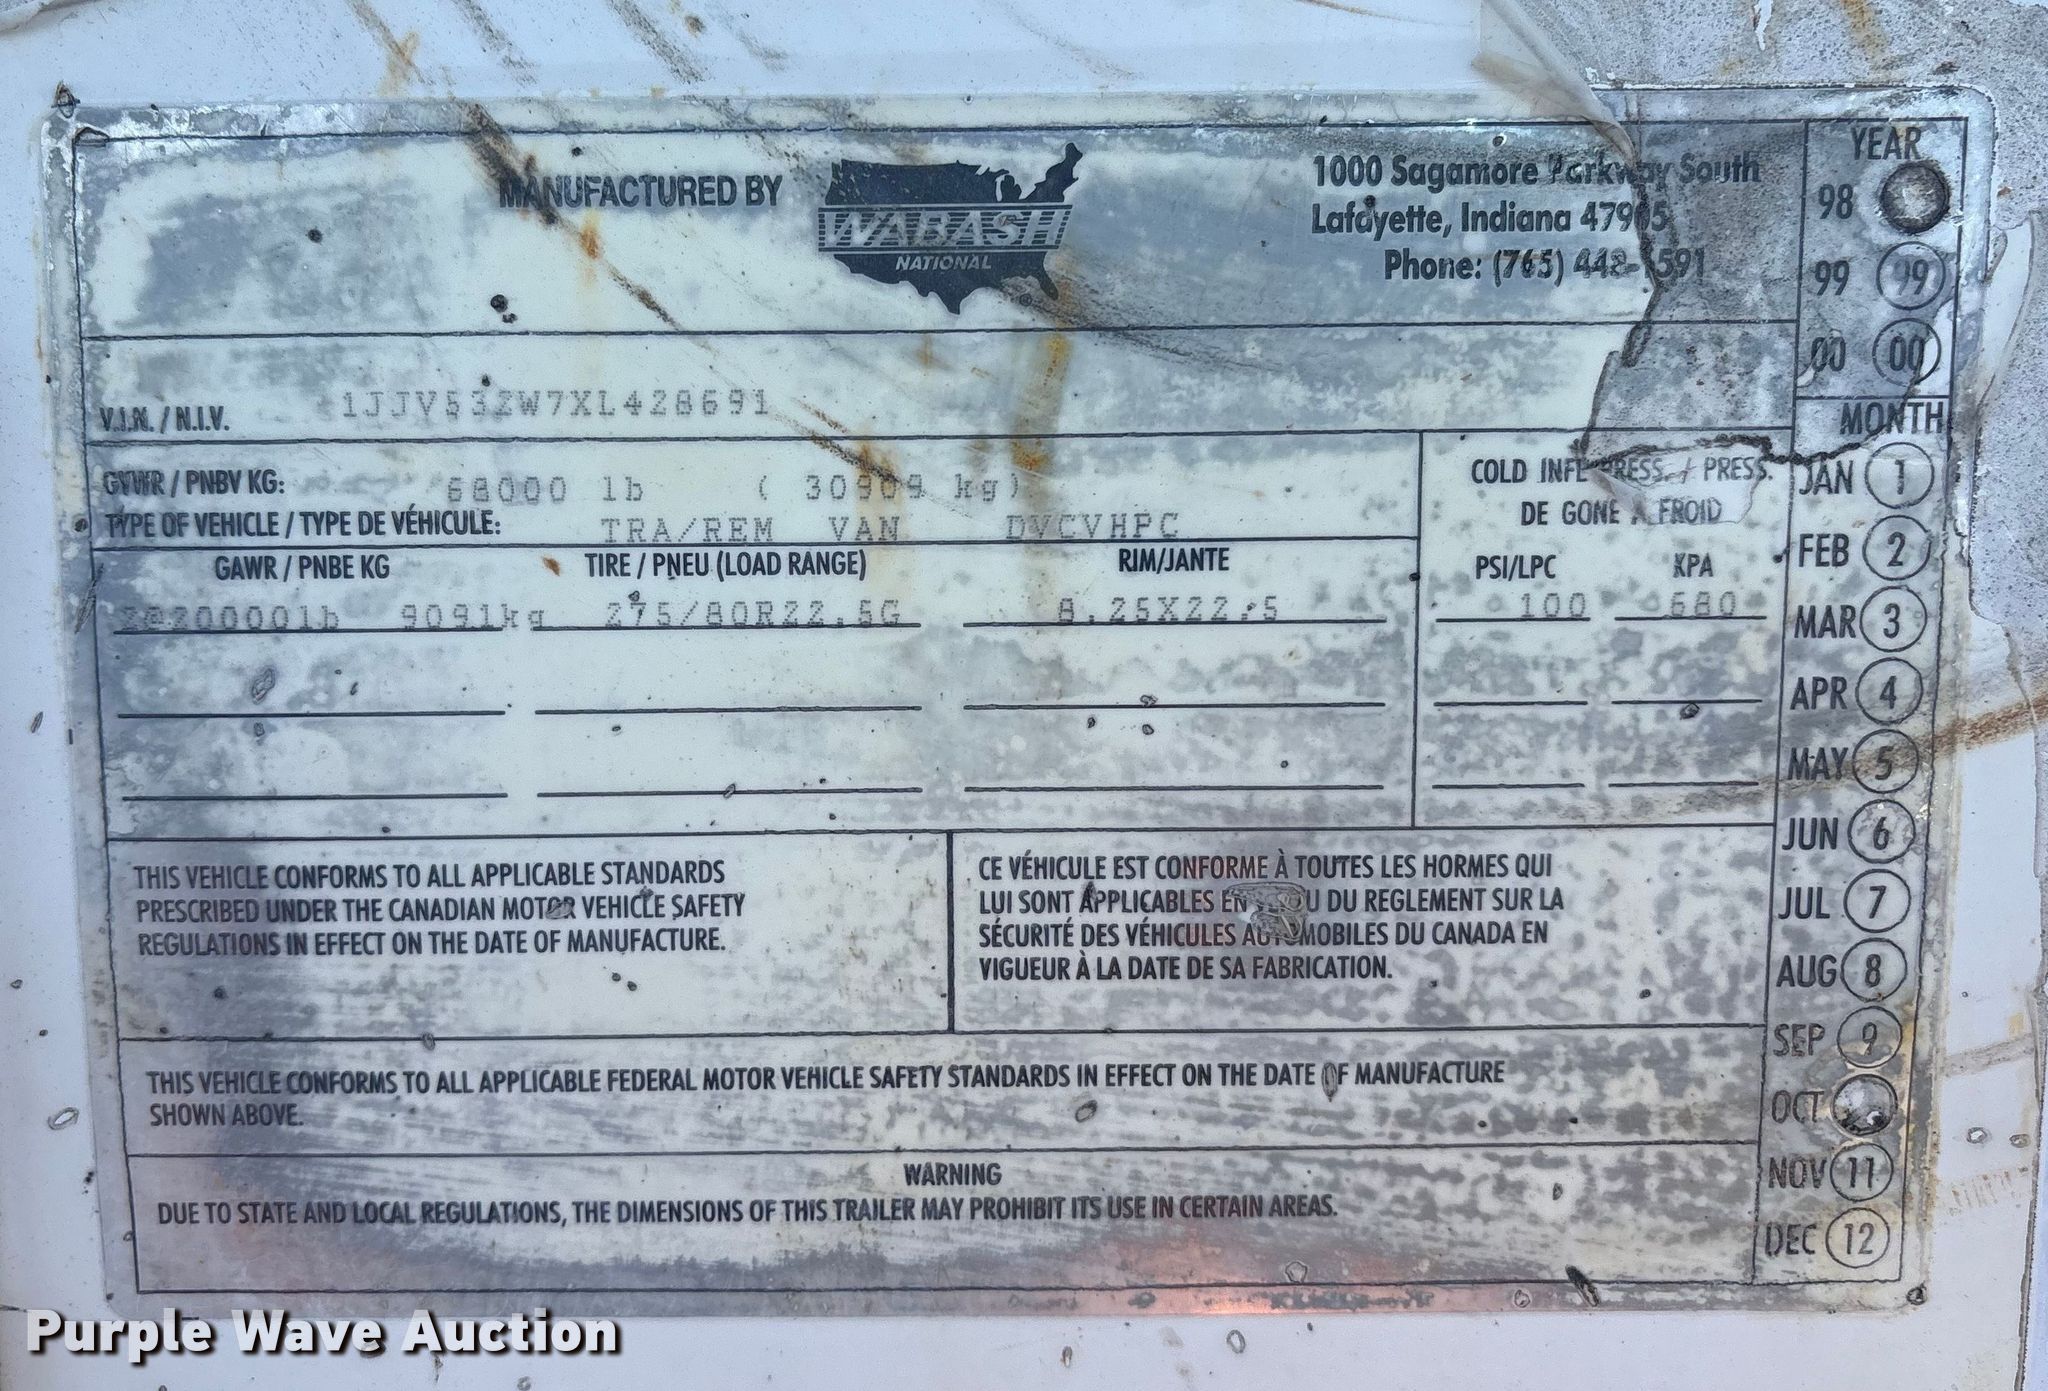 MANUFACTURED BY
WABASH
NATIONAL
®
1000 Sagamore Parkway South
Lafayette, Indiana 47905
Phone: (765) 448-1591
YEAR
98
99 99
00 00
V.I.N. / N.I.V. 1JJV532W7XL428691
GVWR / PNBV KG: 68000 lb ( 30909 kg)
TYPE OF VEHICLE / TYPE DE VÉHICULE: TRA/REM VAN DVCVHPC
COLD INFL PRESS. / PRESS.
DE GONE A FROID
GAWR / PNBE KG TIRE / PNEU (LOAD RANGE) RIM/JANTE PSI/LPC KPA
2@20000lb 9091kg 275/80R22.5G 8.25X22.5 100 680
MONTH
JAN 1
FEB 2
MAR 3
APR 4
MAY 5
JUN 6
JUL 7
AUG 8
SEP 9
OCT
NOV 11
DEC 12
THIS VEHICLE CONFORMS TO ALL APPLICABLE STANDARDS
PRESCRIBED UNDER THE CANADIAN MOTOR VEHICLE SAFETY
REGULATIONS IN EFFECT ON THE DATE OF MANUFACTURE.
CE VÉHICULE EST CONFORME À TOUTES LES HORMES QUI
LUI SONT APPLICABLES EN DU REGLEMENT SUR LA
SÉCURITÉ DES VÉHICULES AUTOMOBILES DU CANADA EN
VIGUEUR À LA DATE DE SA FABRICATION.
THIS VEHICLE CONFORMS TO ALL APPLICABLE FEDERAL MOTOR VEHICLE SAFETY STANDARDS IN EFFECT ON THE DATE OF MANUFACTURE
SHOWN ABOVE.
WARNING
DUE TO STATE AND LOCAL REGULATIONS, THE DIMENSIONS OF THIS TRAILER MAY PROHIBIT ITS USE IN CERTAIN AREAS.
Purple Wave Auction